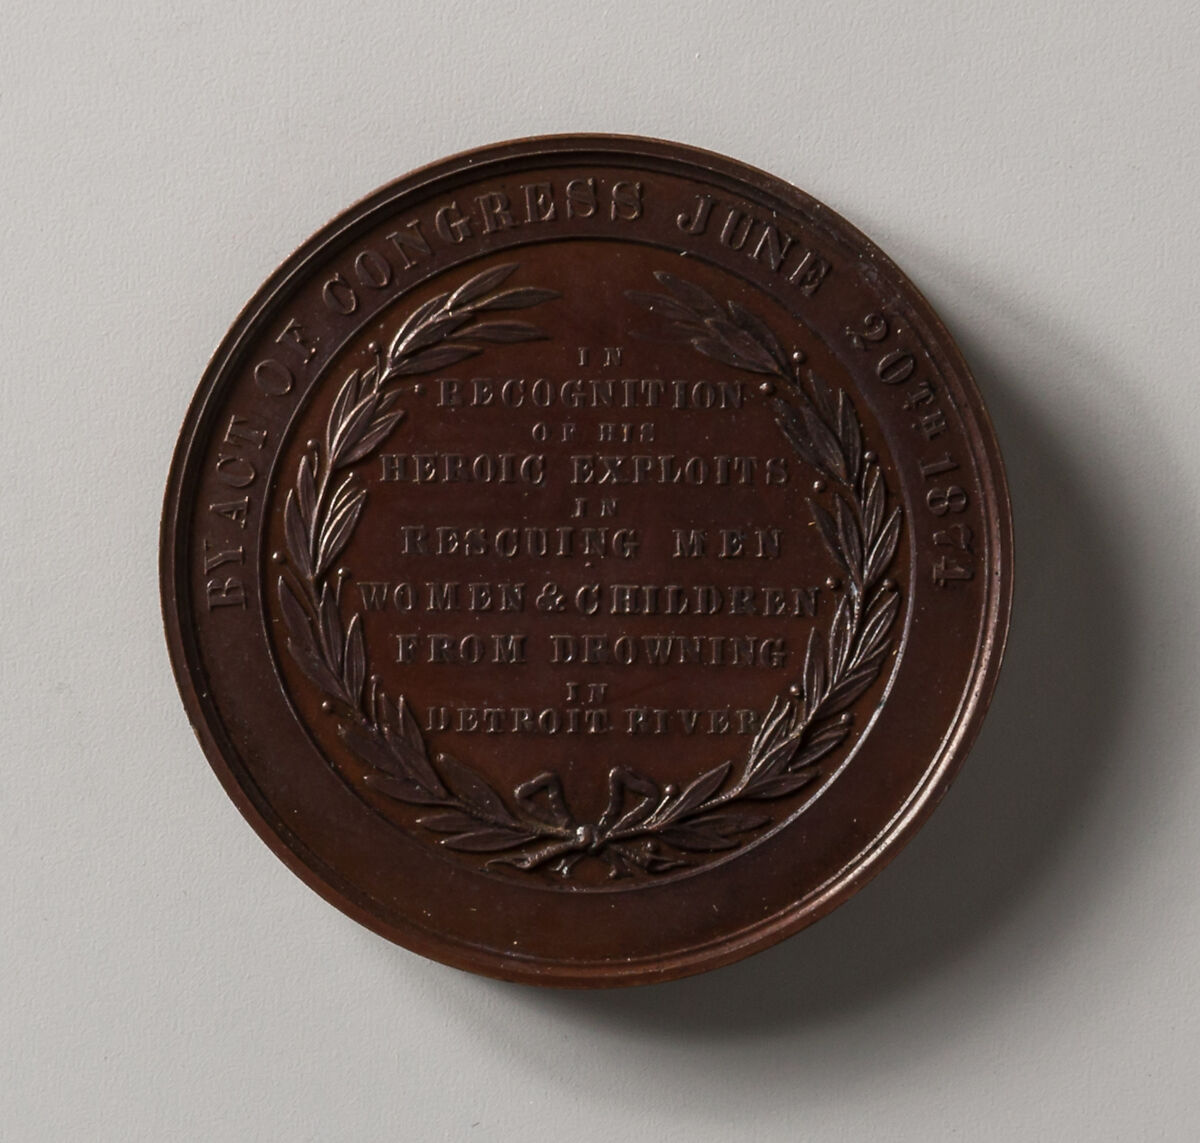 BY ACT OF CONGRESS JUNE 20TH 1874
IN
RECOGNITION
OF HIS
HEROIC EXPLOITS
IN
RESCUING MEN
WOMEN & CHILDREN
FROM DROWNING
IN
DETROIT RIVER